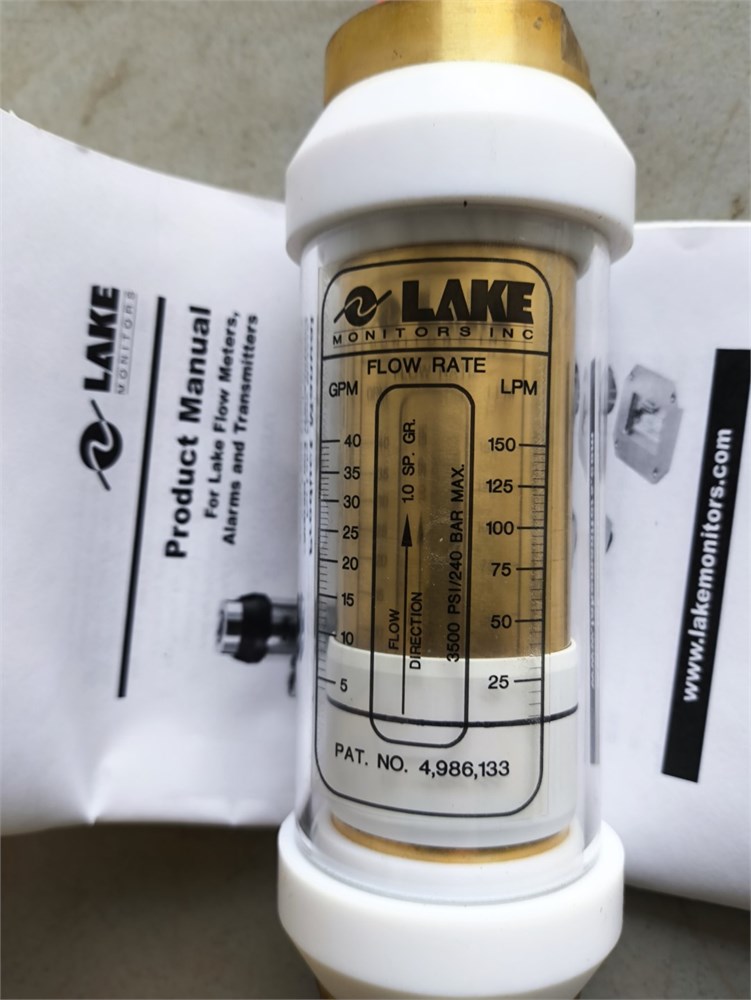 LAKE
MONITORS
Product Manual
For Lake Flow Meters,
Alarms and Transmitters
LAKE
MONITORS INC
FLOW RATE
GPM
LPM
40
35
30
25
20
15
10
5
150
125
100
75
50
25
1.0 SP. GR.
FLOW
DIRECTION
3500 PSI/240 BAR MAX.
PAT. NO. 4,986,133
www.lakemonitors.com